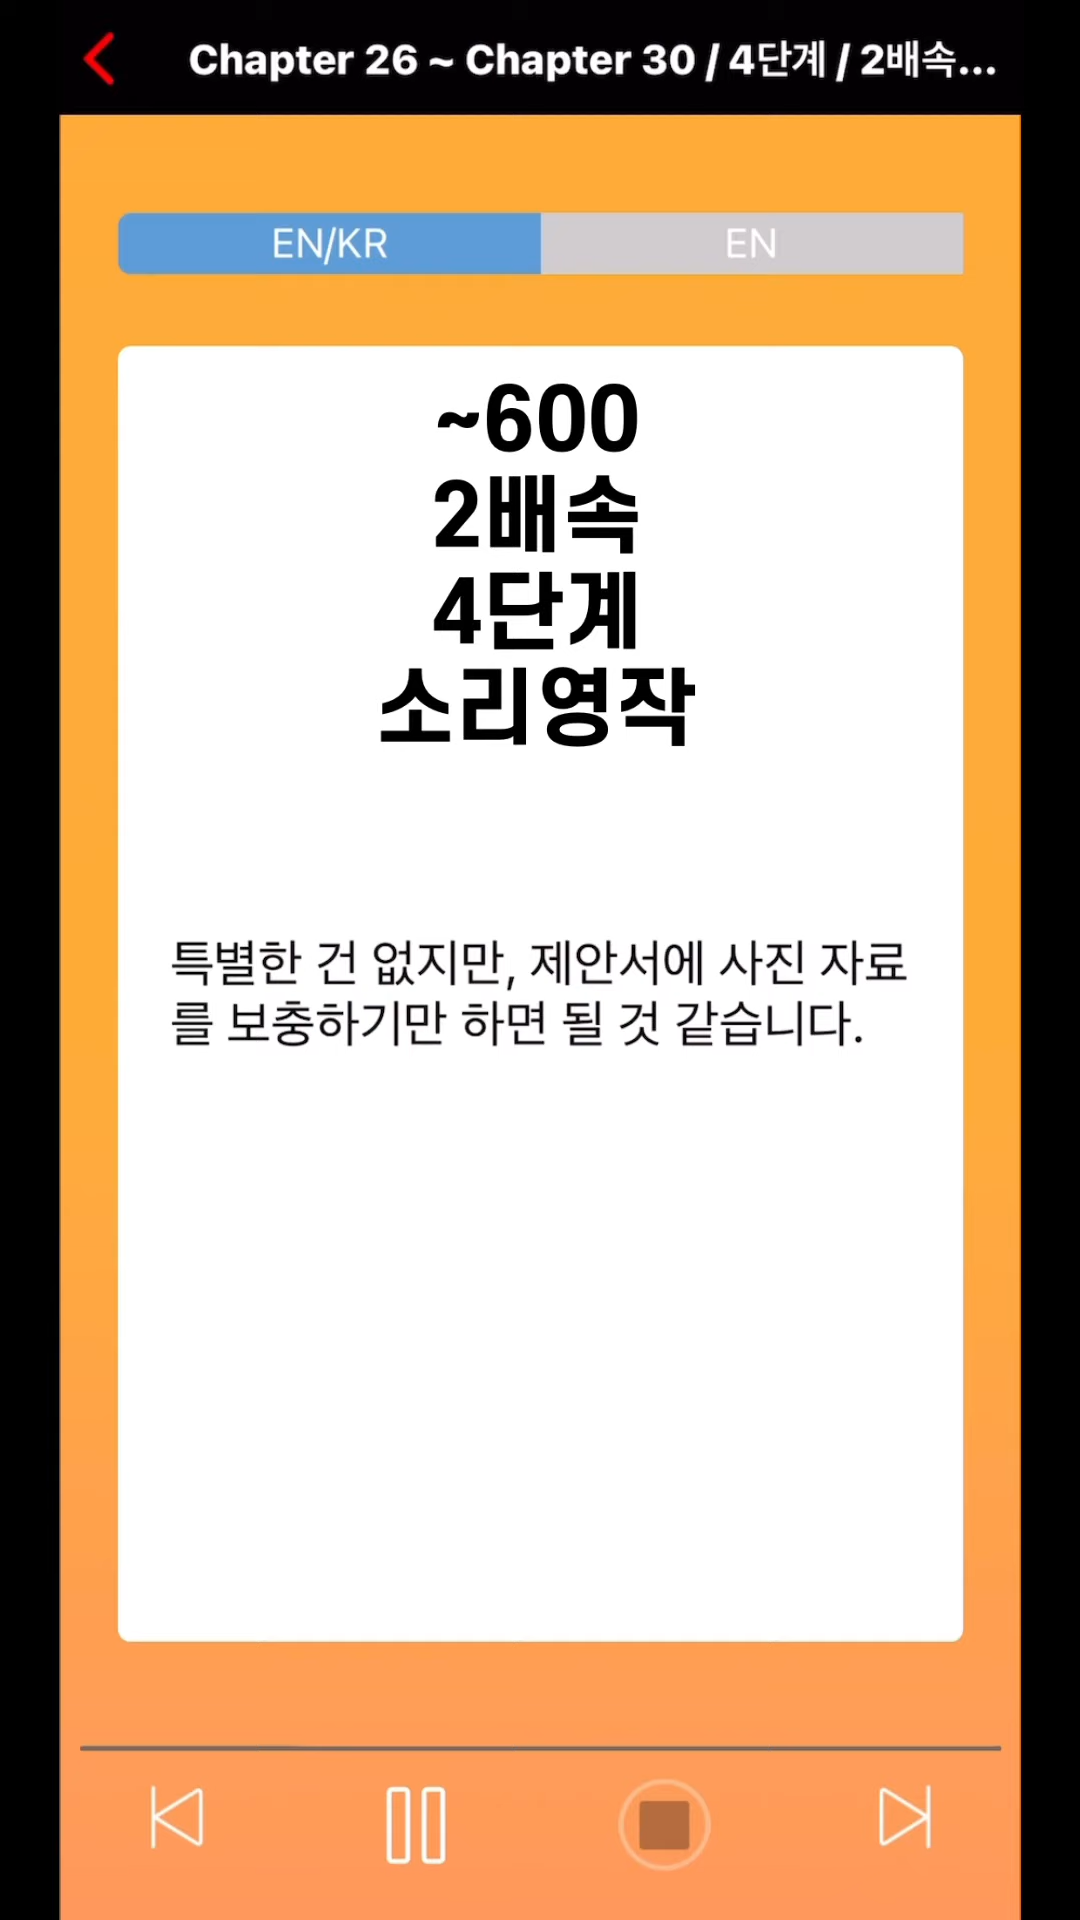 Chapter 26 ~ Chapter 30 / 4단계 / 2배속...
EN/KR EN
~600
2배속
4단계
소리영작
특별한 건 없지만, 제안서에 사진 자료
를 보충하기만 하면 될 것 같습니다.